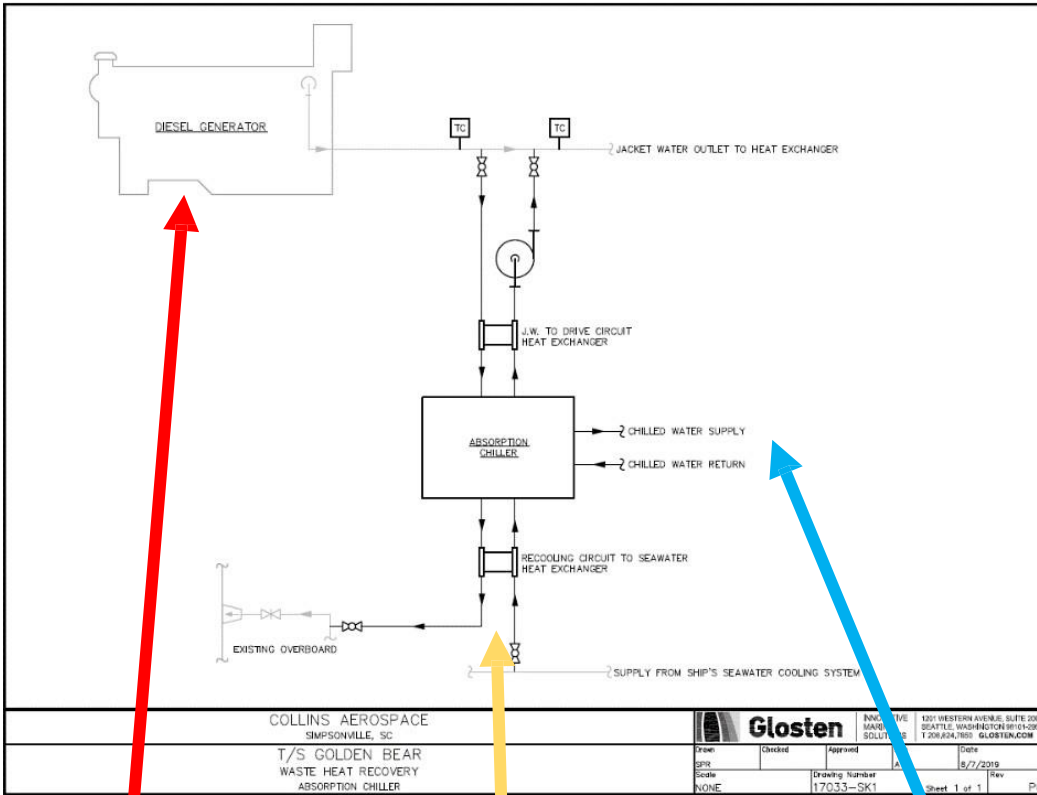 DIESEL GENERATOR
TC
TC
JACKET WATER OUTLET TO HEAT EXCHANGER
J.W. TO DRIVE CIRCUIT
HEAT EXCHANGER
ABSORPTION
CHILLER
CHILLED WATER SUPPLY
CHILLED WATER RETURN
RECOOLING CIRCUIT TO SEAWATER
HEAT EXCHANGER
EXISTING OVERBOARD
SUPPLY FROM SHIP'S SEAWATER COOLING SYSTEM
COLLINS AEROSPACE
SIMPSONVILLE, SC
T/S GOLDEN BEAR
WASTE HEAT RECOVERY
ABSORPTION CHILLER
Glosten
1201 WESTERN AVENUE, SUITE
SEATTLE, WASHINGTON
GLOSTEN.COM
Drawn
SPR
Checked
Approved
Date
8/7/2019
Scale
NONE
Drawing Number
17033-SK1
Sheet 1 of 1
Rev